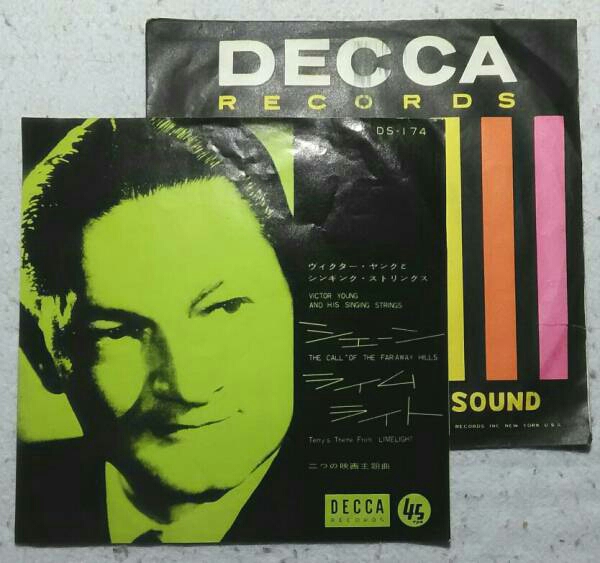 DECCA
RECORDS
DS-174
ヴィクター・ヤングと
シンギング・ストリングス
VICTOR YOUNG
AND HIS SINGING STRINGS
シェーン
THE CALL OF THE FARAWAY HILLS
ライム
ライト
Terry's Theme From LIMELIGHT
二つの映画主題曲
DECCA
RECORDS
45
rpm
SOUND
RECORDS INC NEW YORK U.S.A.